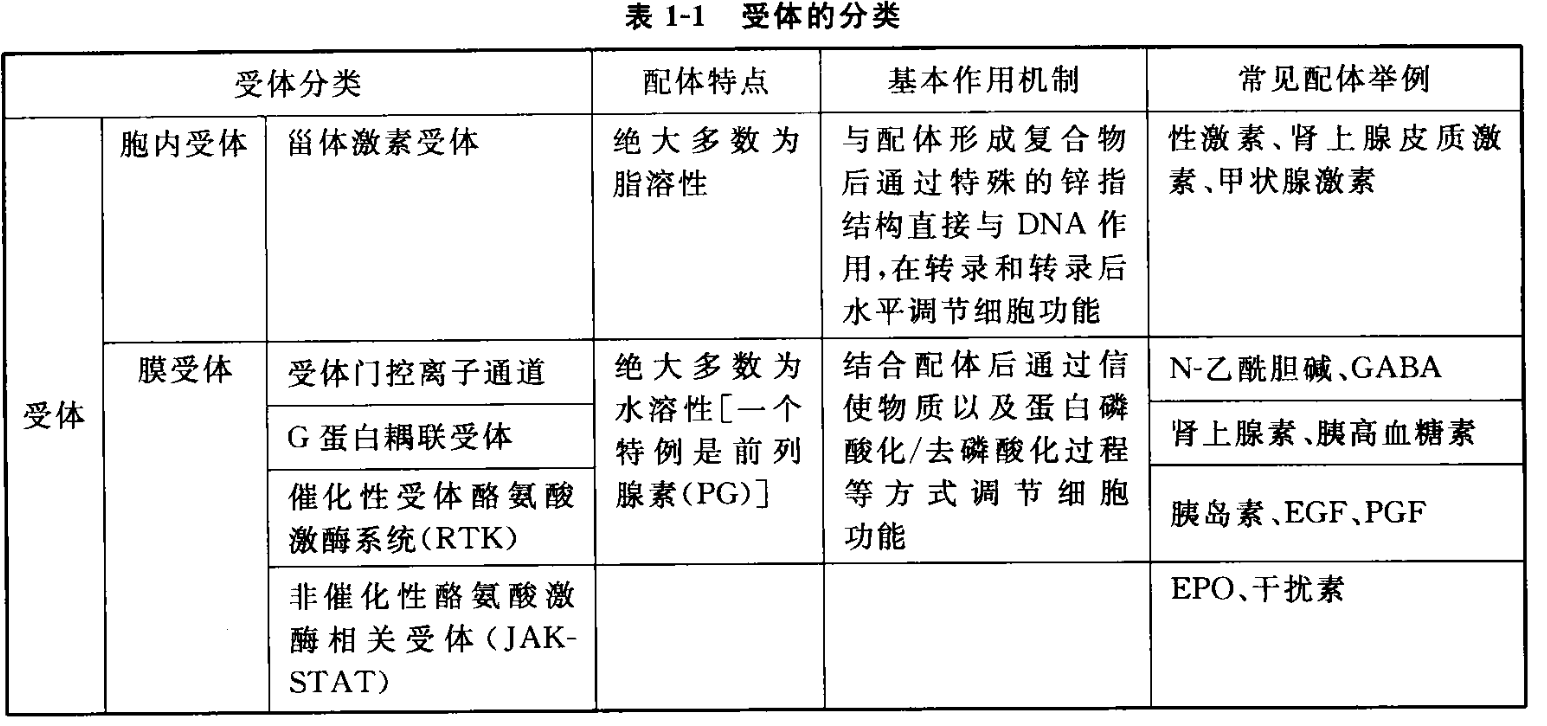 表 1-1 受体的分类
受体分类
配体特点
基本作用机制
常见配体举例
受体
胞内受体
甾体激素受体
绝大多数为
脂溶性
与配体形成复合物
后通过特殊的锌指
结构直接与 DNA 作
用,在转录和转录后
水平调节细胞功能
性激素、肾上腺皮质激
素、甲状腺激素
膜受体
受体门控离子通道
G 蛋白耦联受体
催化性受体酪氨酸
激酶系统(RTK)
非催化性酪氨酸激
酶相关受体(JAK-
STAT)
绝大多数为
水溶性[一个
特例是前列
腺素(PG)]
结合配体后通过信
使物质以及蛋白磷
酸化/去磷酸化过程
等方式调节细胞
功能
N-乙酰胆碱、GABA
肾上腺素、胰高血糖素
胰岛素、EGF、PGF
EPO、干扰素